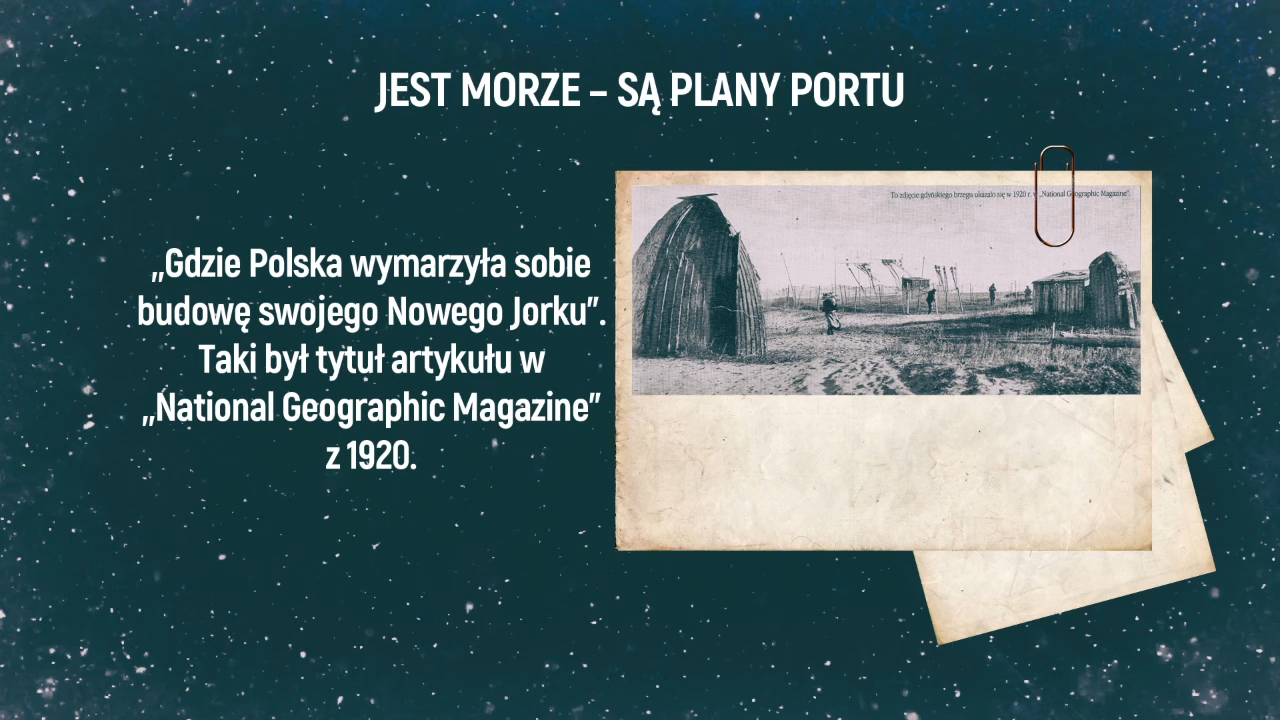 JEST MORZE – SĄ PLANY PORTU
„Gdzie Polska wymarzyła sobie
budowę swojego Nowego Jorku”.
Taki był tytuł artykułu w
„National Geographic Magazine”
z 1920.
To zdjęcie gdyńskiego brzegu ukazało się w 1920 r. w „National Geographic Magazine”.